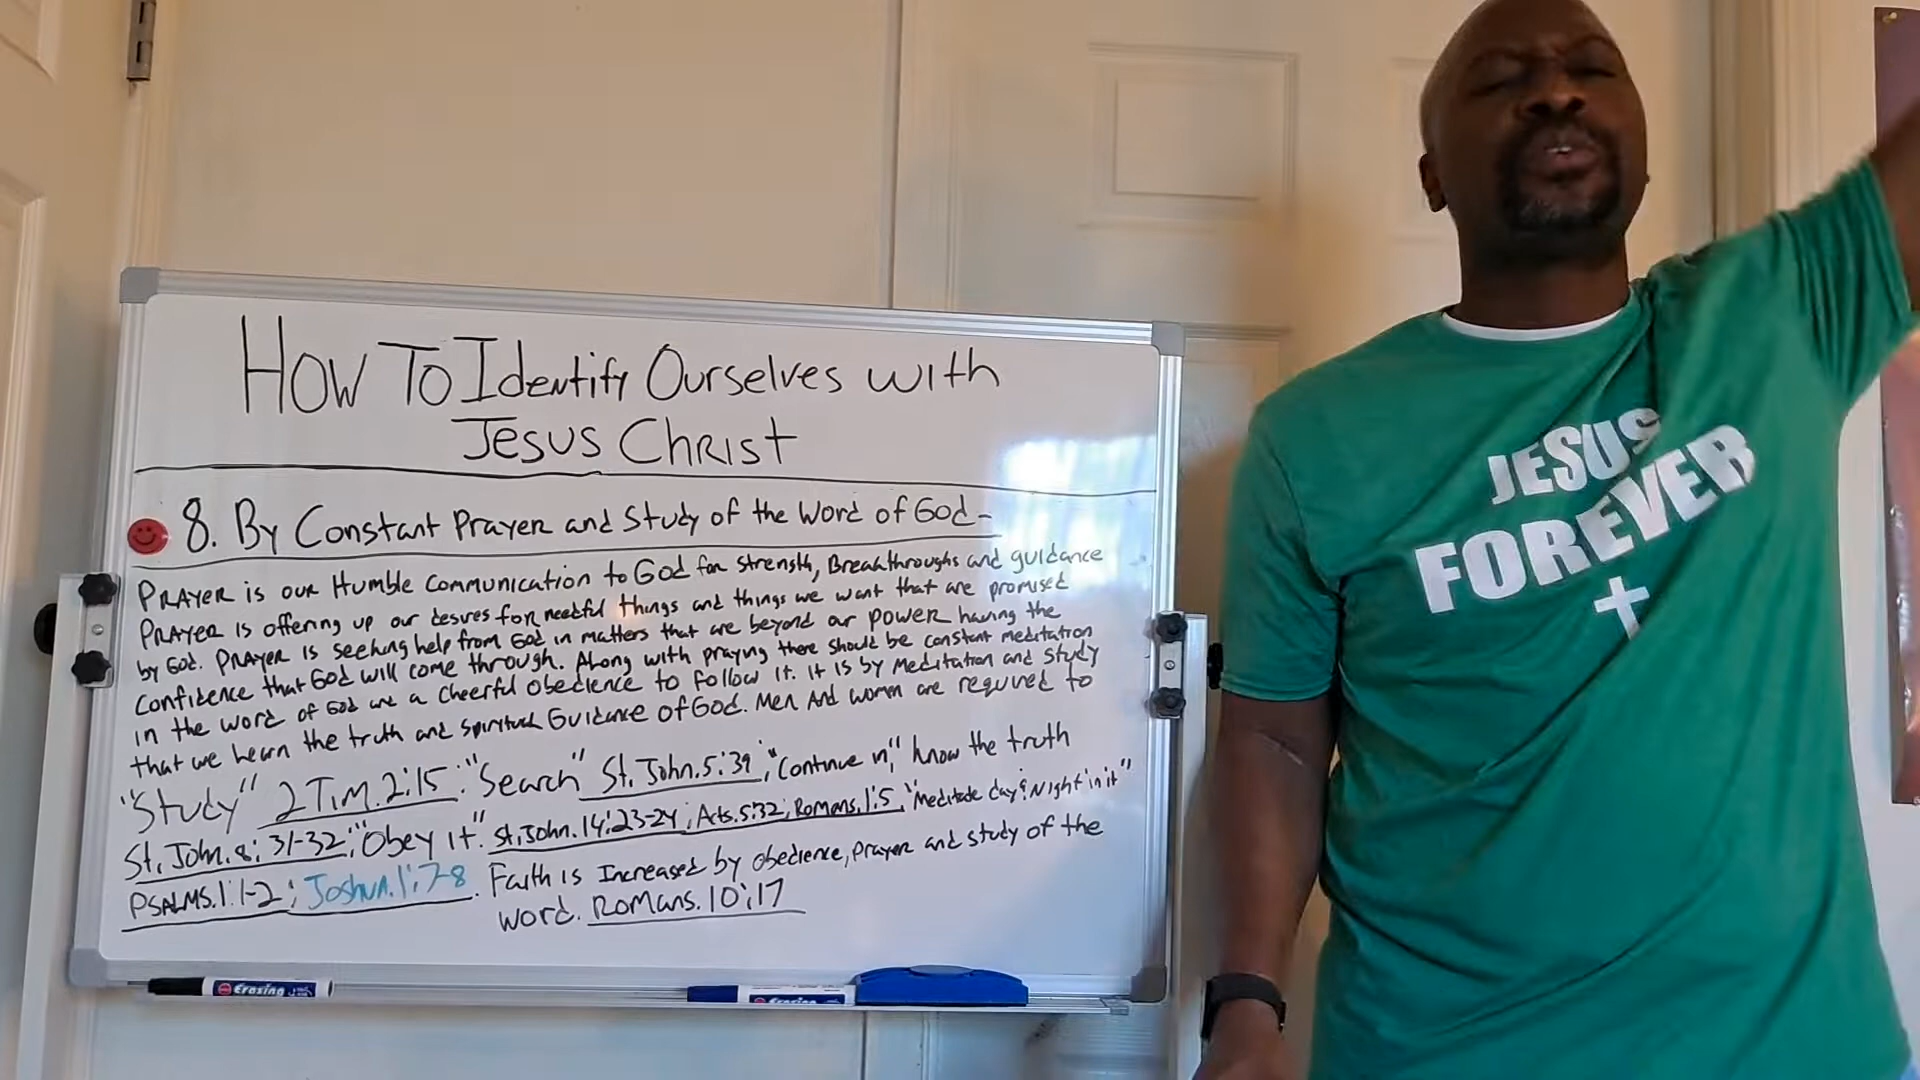 How To Identify Ourselves with
Jesus Christ
8. By Constant Prayer and Study of the Word of God-
Prayer is our Humble Communication to God for strength, Breakthroughs and guidance
Prayer is offering up our desires for needful things and things we want that are promised
by God. Prayer is seeking help from God in matters that are beyond our power having the
confidence that God will come through. Along with praying there should be constant meditation
in the word of God and a cheerful obedience to follow it. it is by Meditation and study
that we learn the truth and spiritual Guidance of God. Men And women are required to
"Study" 2 Tim. 2:15: "Search" St. John. 5:39; "Continue in", know the truth
St. John. 8:31-32; "Obey it". St. John. 14:23-24; Acts. 5:32; Romans. 1:5, "Meditate day & Night in it"
PSALMS. 1:1-2; Joshua. 1:7-8. Faith is Increased by obedience, prayer and study of the
word. Romans. 10:17
Erasing
JESUS
FOREVER